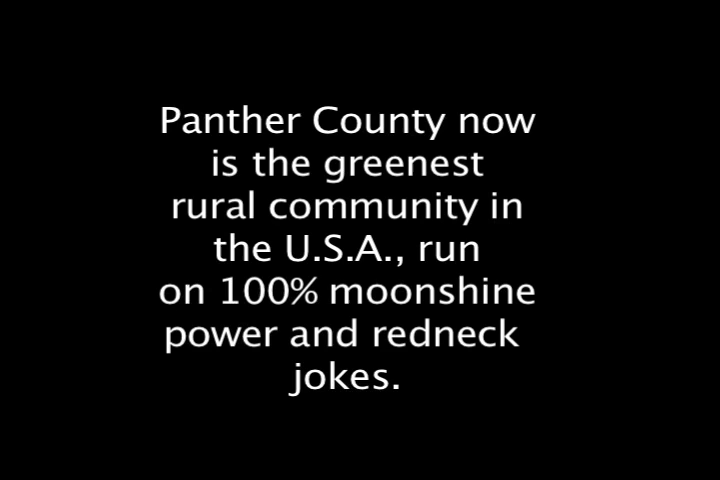 Panther County now
is the greenest
rural community in
the U.S.A., run
on 100% moonshine
power and redneck
jokes.